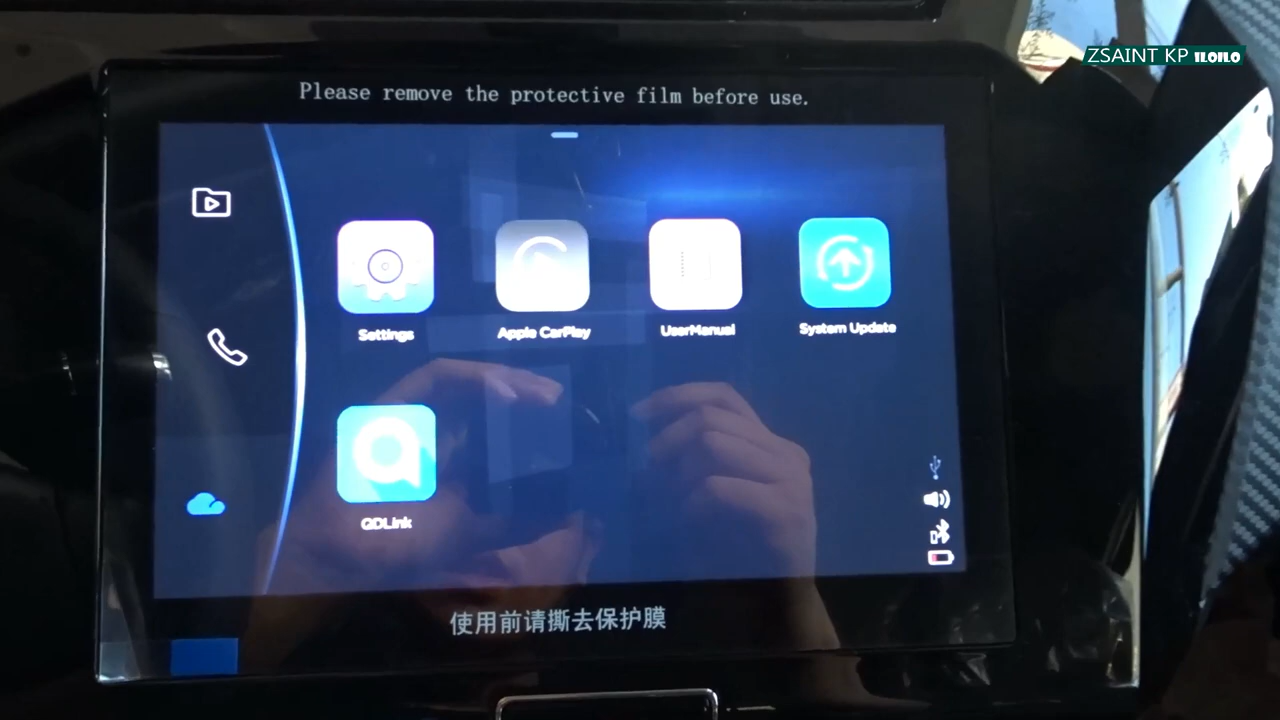 ZSAINT KP ILOILO
Please remove the protective film before use.
Settings
Apple CarPlay
UserManual
System Update
QDLink
使用前请撕去保护膜